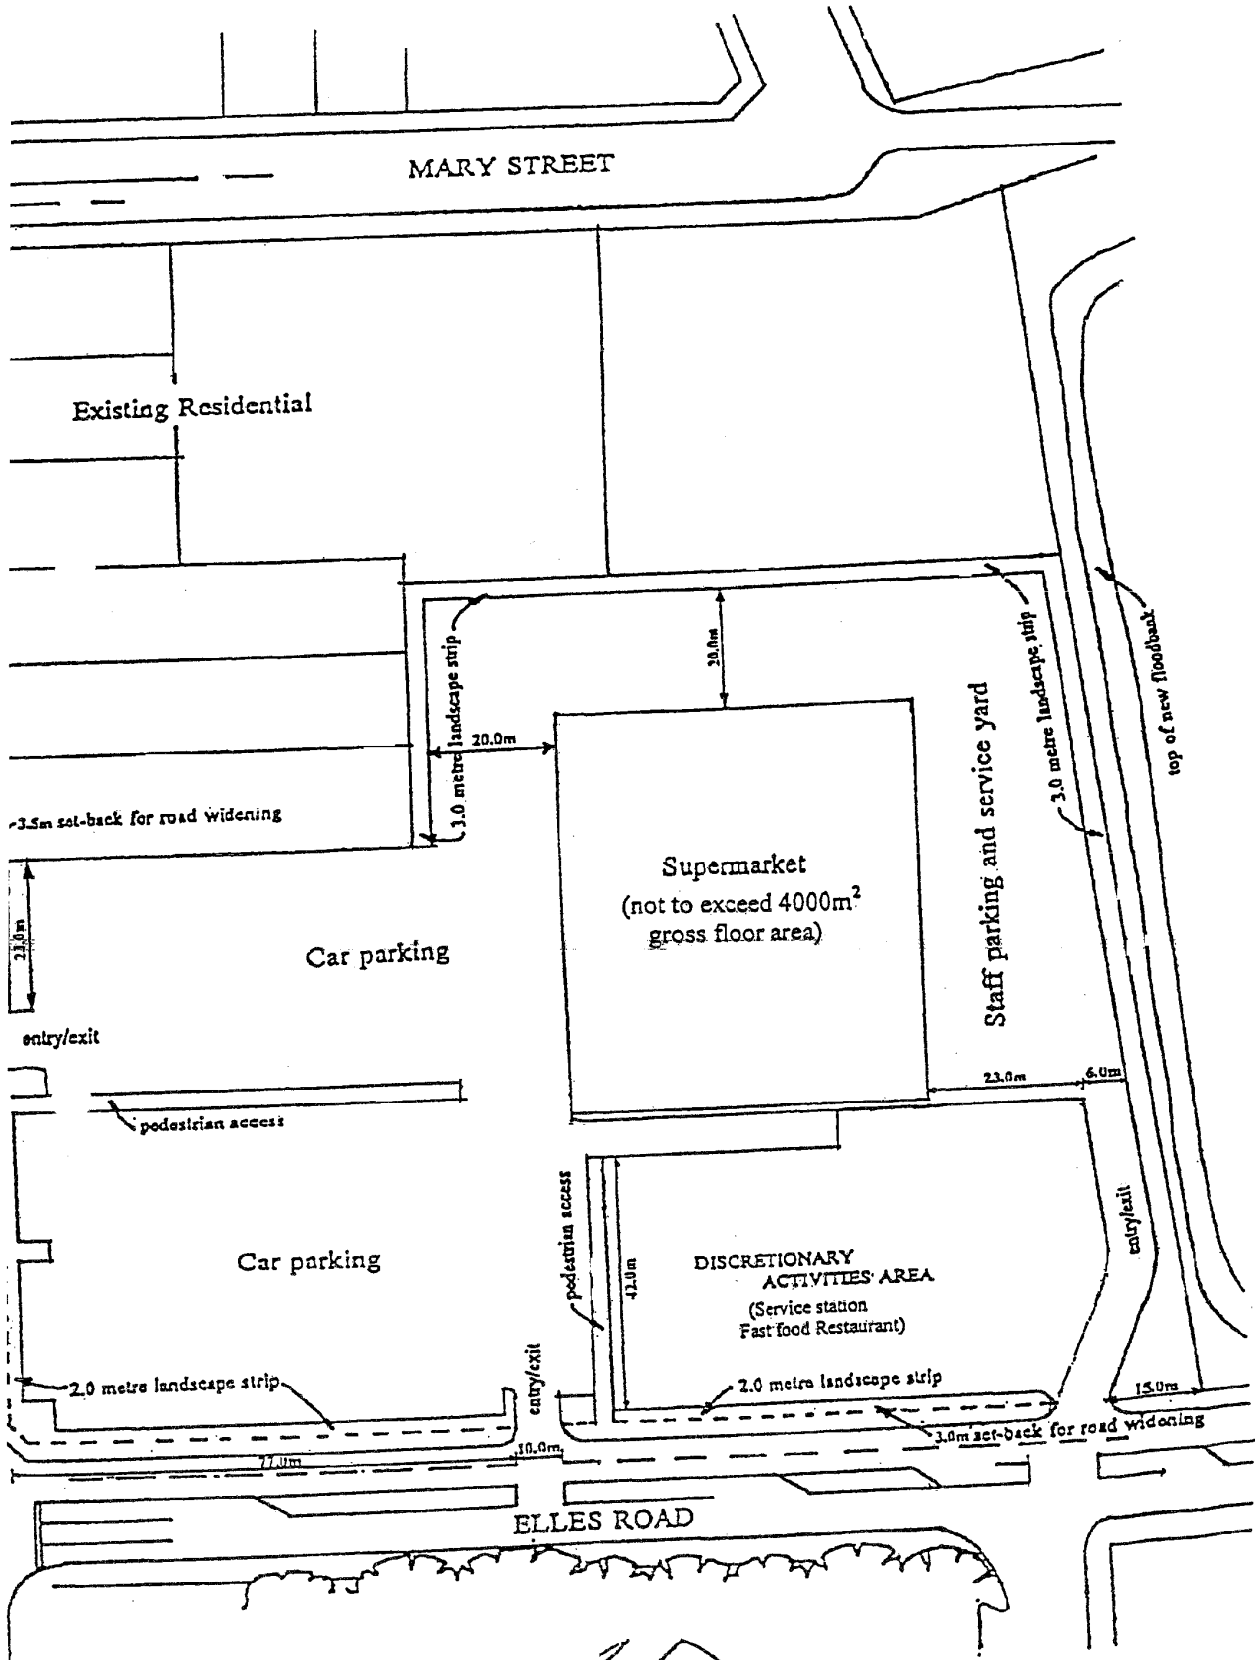 MARY STREET
Existing Residential
3.0 metre landscape strip
20.0m
3.0 metre landscape strip
top of new floodbank
20.0m
Staff parking and service yard
3.5m set-back for road widening
Supermarket
(not to exceed 4000m²
gross floor area)
23.0m
Car parking
entry/exit
23.0m
6.0m
pedestrian access
pedestrian access
42.0m
entry/exit
Car parking
DISCRETIONARY
ACTIVITIES AREA
(Service station
Fast food Restaurant)
2.0 metre landscape strip
entry/exit
2.0 metre landscape strip
15.0m
3.0m set-back for road widening
77.0m
10.0m
ELLES ROAD